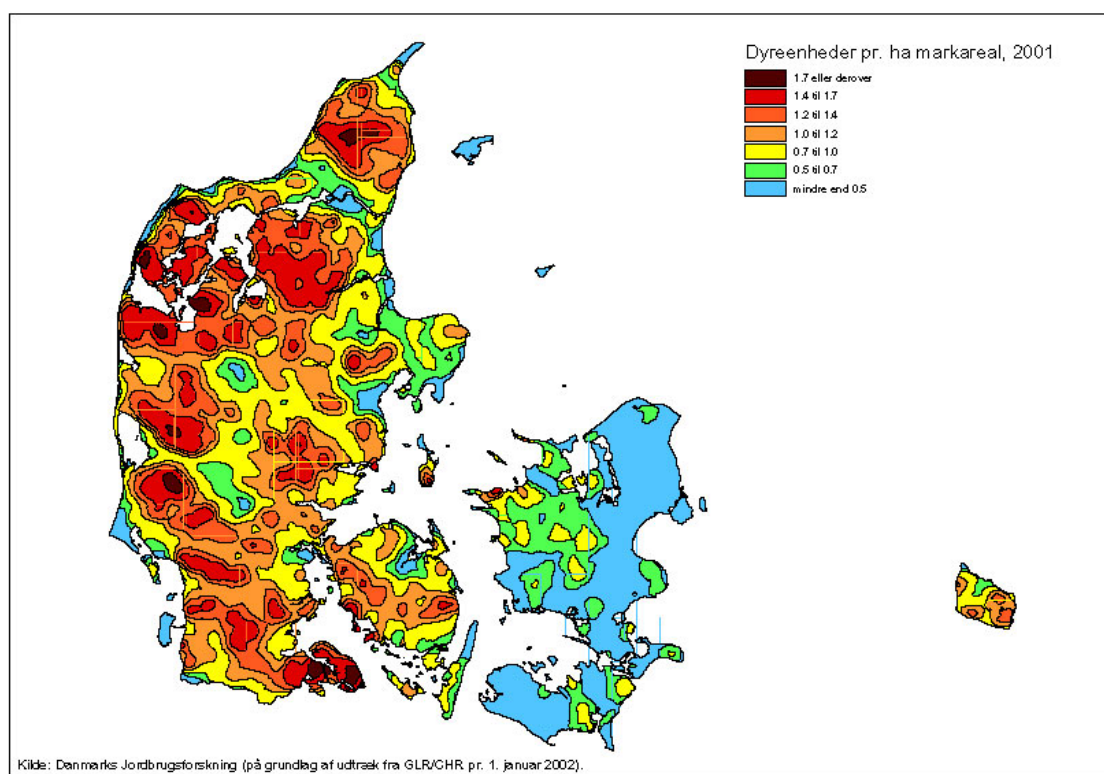 Dyreenheder pr. ha markareal, 2001
1.7 eller derover
1.4 til 1.7
1.2 til 1.4
1.0 til 1.2
0.7 til 1.0
0.5 til 0.7
mindre end 0.5
Kilde: Danmarks Jordbrugsforskning (på grundlag af udtræk fra GLR/CHR pr. 1. januar 2002).